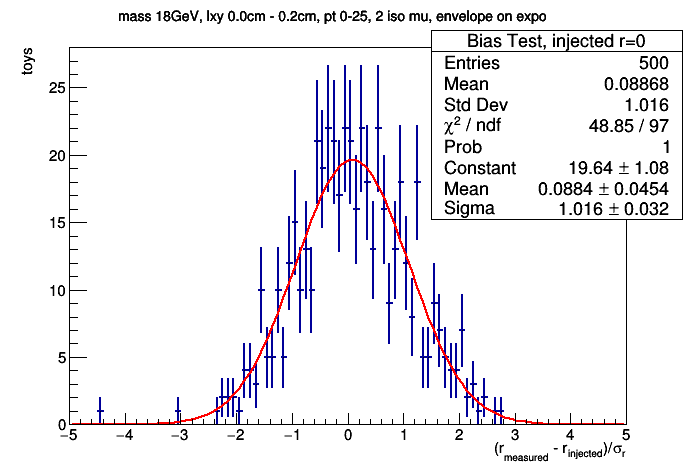 mass 18GeV, lxy 0.0cm - 0.2cm, pt 0-25, 2 iso mu, envelope on expo
Bias Test, injected r=0
Entries 500
Mean 0.08868
Std Dev 1.016
χ² / ndf 48.85 / 97
Prob 1
Constant 19.64 ± 1.08
Mean 0.0884 ± 0.0454
Sigma 1.016 ± 0.032
toys
25
20
15
10
5
0
−5 −4 −3 −2 −1 0 1 2 3 4 5
(r_measured - r_injected)/σ_r